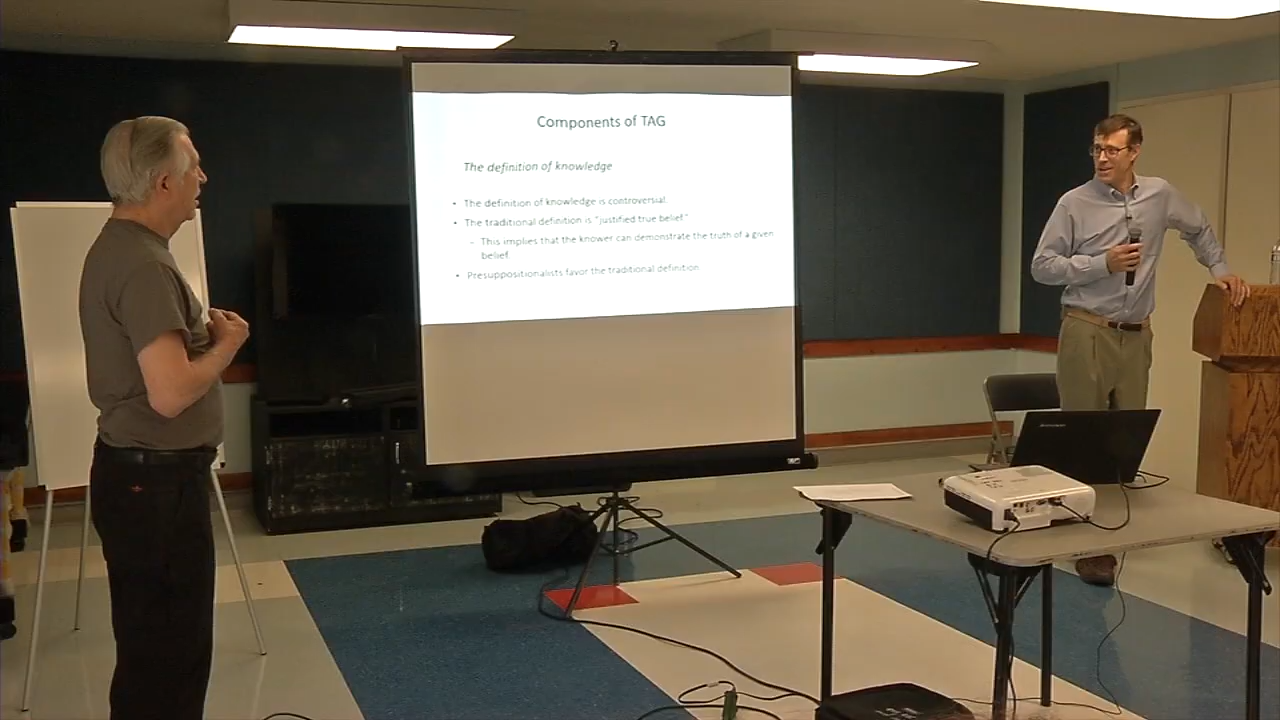 Components of TAG
The definition of knowledge
• The definition of knowledge is controversial.
• The traditional definition is "justified true belief."
– This implies that the knower can demonstrate the truth of a given
belief.
• Presuppositionalists favor the traditional definition.
lenovo